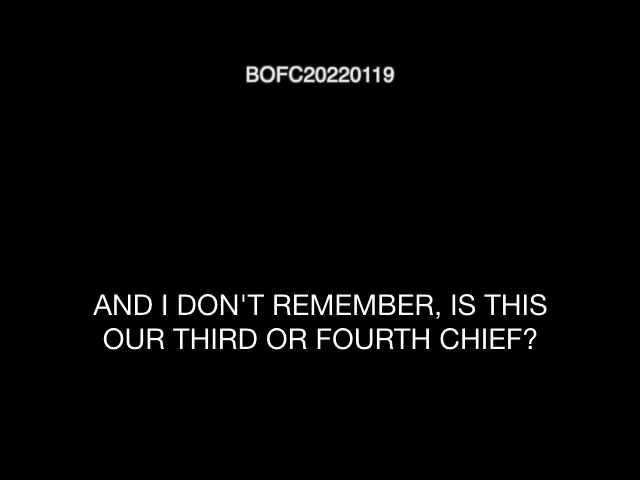 BOFC20220119
AND I DON'T REMEMBER, IS THIS
OUR THIRD OR FOURTH CHIEF?